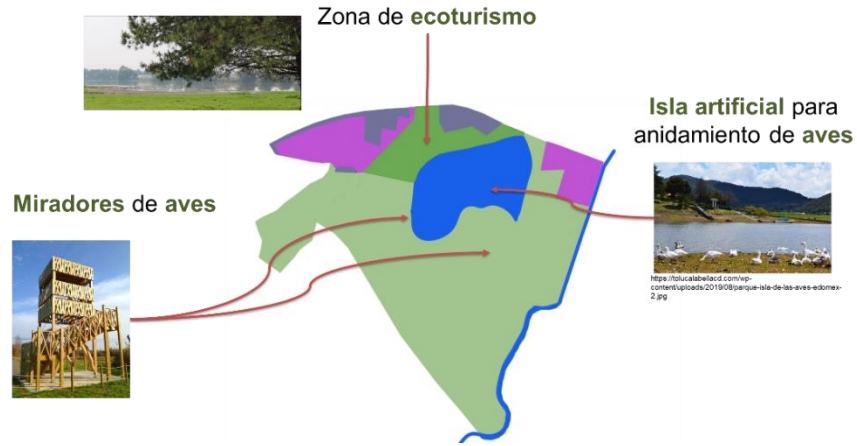 Zona de ecoturismo
Isla artificial para
anidamiento de aves
Miradores de aves
https://tolucalabellacd.com/wp-
content/uploads/2019/08/parque-isla-de-las-aves-edomex-
2.jpg